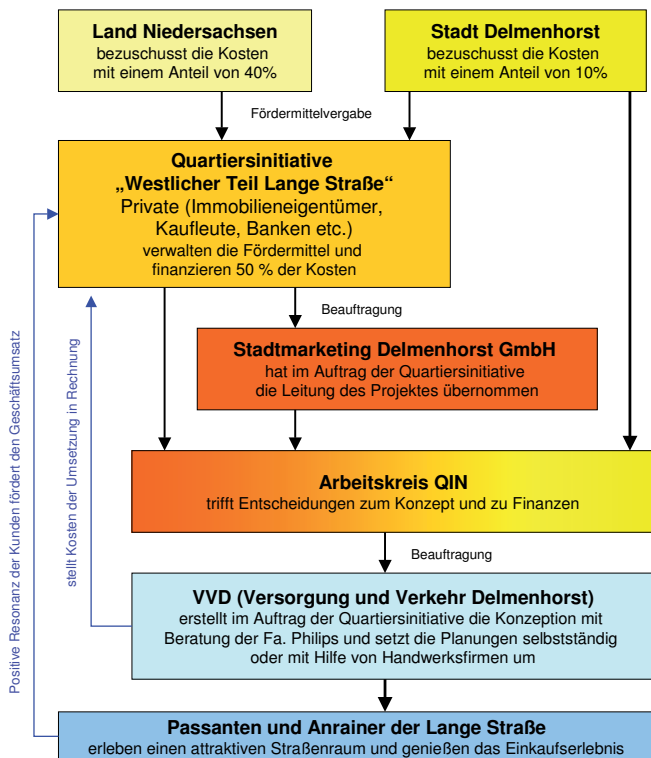 Land Niedersachsen
bezuschusst die Kosten
mit einem Anteil von 40%
Stadt Delmenhorst
bezuschusst die Kosten
mit einem Anteil von 10%
Fördermittelvergabe
Quartiersinitiative
„Westlicher Teil Lange Straße“
Private (Immobilieneigentümer,
Kaufleute, Banken etc.)
verwalten die Fördermittel und
finanzieren 50 % der Kosten
Beauftragung
Stadtmarketing Delmenhorst GmbH
hat im Auftrag der Quartiersinitiative
die Leitung des Projektes übernommen
Arbeitskreis QIN
trifft Entscheidungen zum Konzept und zu Finanzen
Beauftragung
VVD (Versorgung und Verkehr Delmenhorst)
erstellt im Auftrag der Quartiersinitiative die Konzeption mit
Beratung der Fa. Philips und setzt die Planungen selbstständig
oder mit Hilfe von Handwerksfirmen um
Passanten und Anrainer der Lange Straße
erleben einen attraktiven Straßenraum und genießen das Einkaufserlebnis
Positive Resonanz der Kunden fördert den Geschäftsumsatz
stellt Kosten der Umsetzung in Rechnung